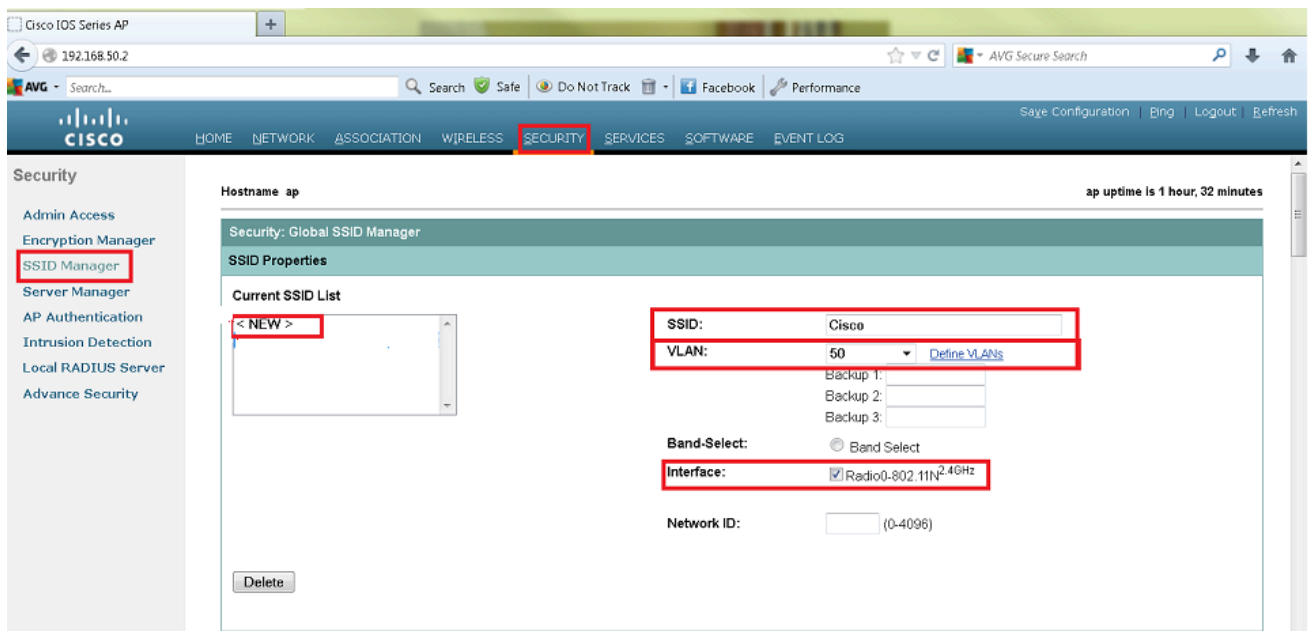 Cisco IOS Series AP +
192.168.50.2 AVG Secure Search
AVG Search... Search Safe Do Not Track Facebook Performance
Save Configuration | Ping | Logout | Refresh
CISCO HOME NETWORK ASSOCIATION WIRELESS SECURITY SERVICES SOFTWARE EVENT LOG
Security
Admin Access
Encryption Manager
SSID Manager
Server Manager
AP Authentication
Intrusion Detection
Local RADIUS Server
Advance Security
Hostname ap ap uptime is 1 hour, 32 minutes
Security: Global SSID Manager
SSID Properties
Current SSID List
< NEW >
SSID: Cisco
VLAN: 50 Define VLANs
Backup 1:
Backup 2:
Backup 3:
Band-Select: Band Select
Interface: Radio0-802.11N2.4GHz
Network ID: (0-4096)
Delete